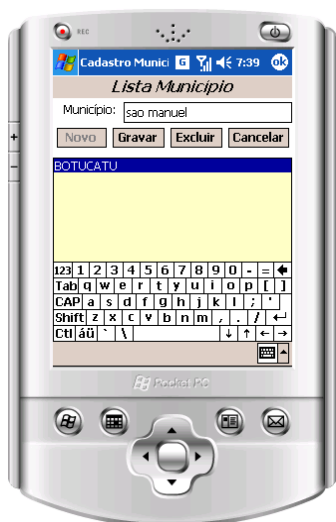 REC
Cadastro Munici G 7:39 ok
Lista Município
Município: sao manuel
Novo Gravar Excluir Cancelar
BOTUCATU
123 1 2 3 4 5 6 7 8 9 0 - =
Tab q w e r t y u i o p [ ]
CAP a s d f g h j k l ; '
Shift z x c v b n m , . /
Ctl áü ` \
Pocket PC